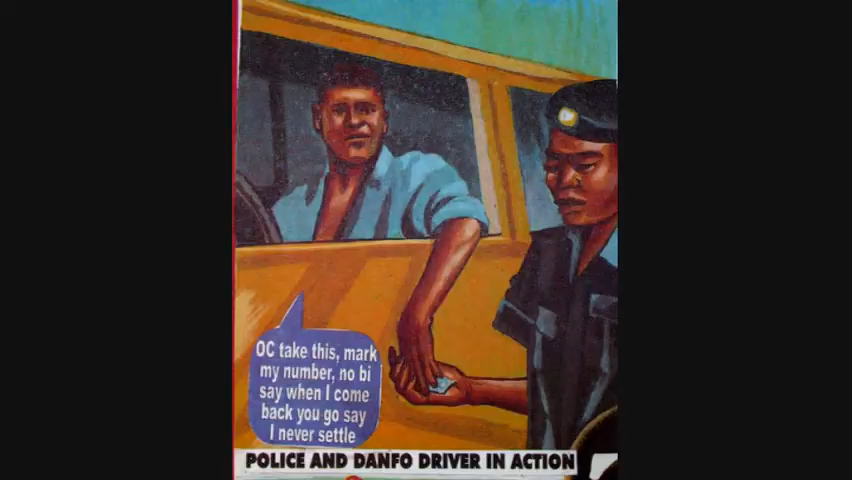 OC take this, mark
my number, no bi
say when I come
back you go say
I never settle
POLICE AND DANFO DRIVER IN ACTION